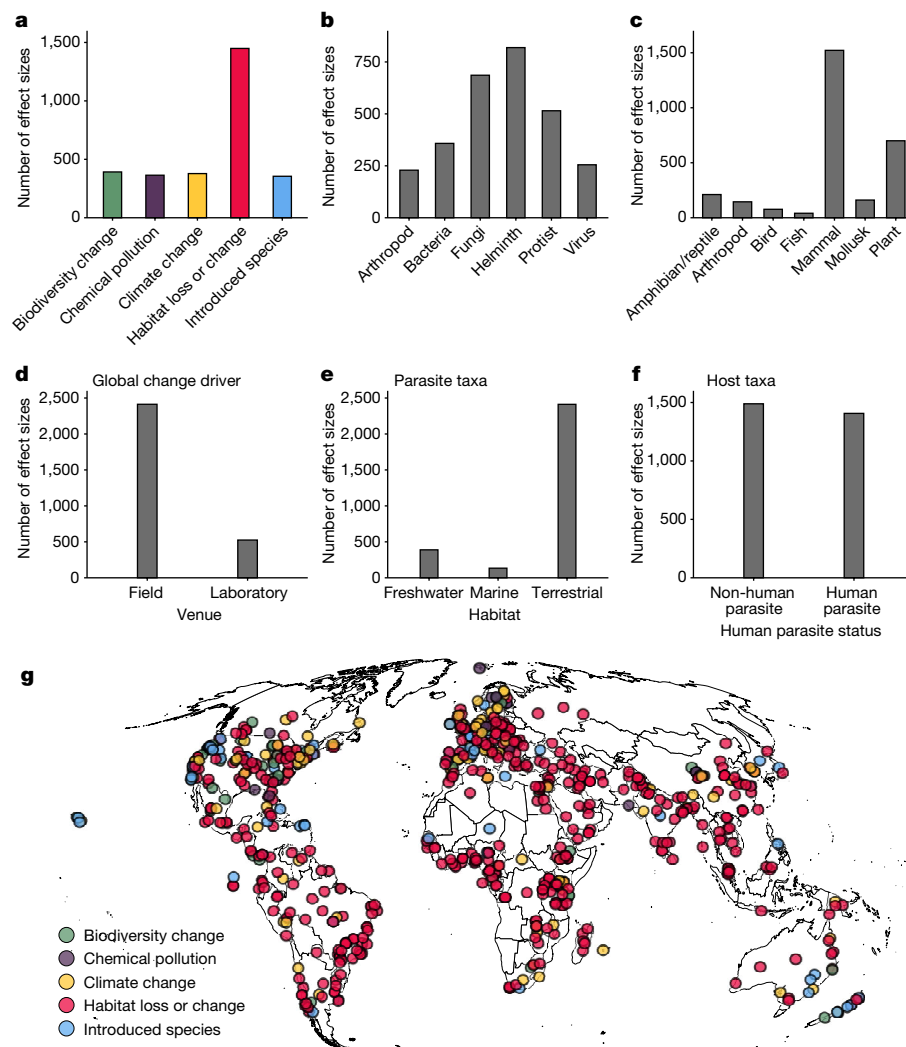 a
Number of effect sizes
1,500
1,000
500
0
Biodiversity change
Chemical pollution
Climate change
Habitat loss or change
Introduced species
Global change driver
b
Number of effect sizes
750
500
250
0
Arthropod
Bacteria
Fungi
Helminth
Protist
Virus
Parasite taxa
c
Number of effect sizes
1,500
1,000
500
0
Amphibian/reptile
Arthropod
Bird
Fish
Mammal
Mollusk
Plant
Host taxa
d
Number of effect sizes
2,500
2,000
1,500
1,000
500
0
Field
Laboratory
Venue
e
Number of effect sizes
2,500
2,000
1,500
1,000
500
0
Freshwater
Marine
Terrestrial
Habitat
f
Number of effect sizes
1,500
1,000
500
0
Non-human
parasite
Human
parasite
Human parasite status
g
Biodiversity change
Chemical pollution
Climate change
Habitat loss or change
Introduced species